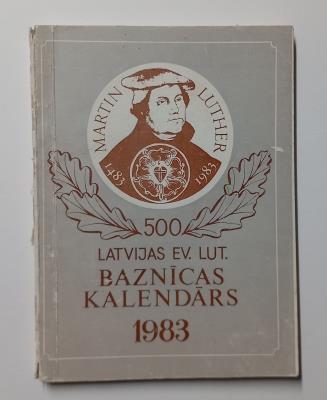 MARTIN LUTHER
1483 1983
500
LATVIJAS EV. LUT.
BAZNĪCAS
KALENDĀRS
1983